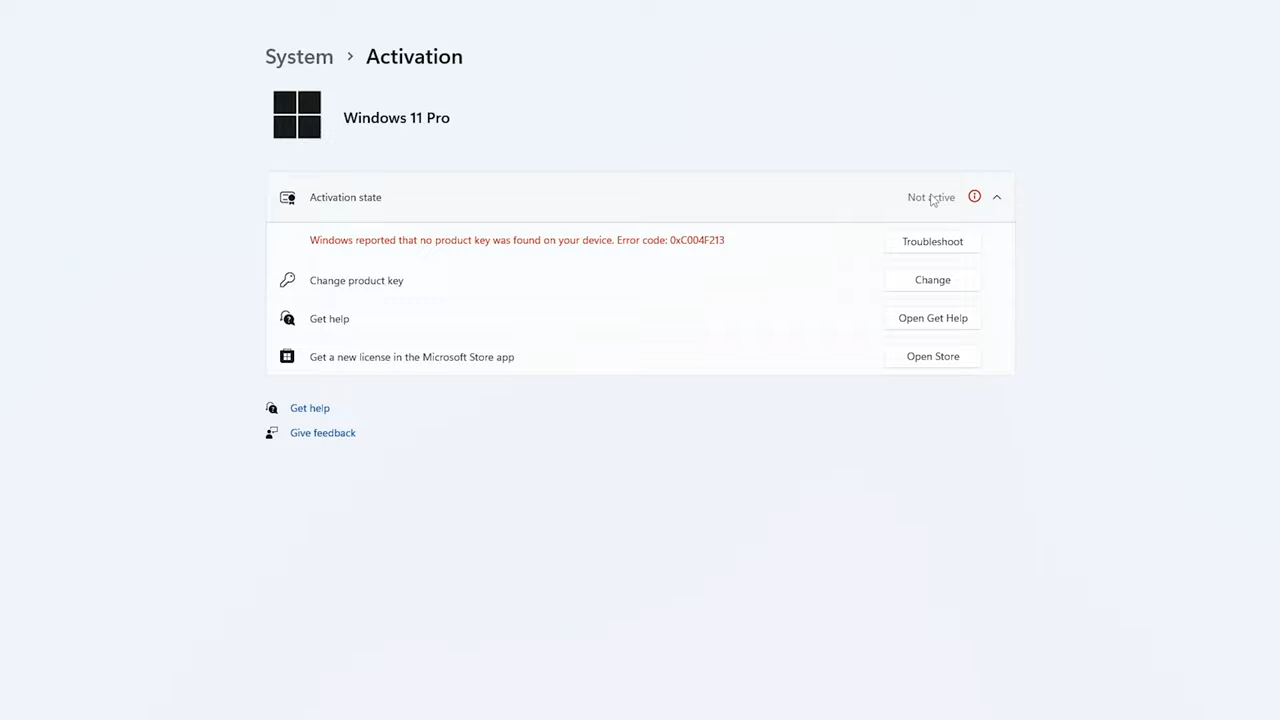 System > Activation
Windows 11 Pro
Activation state
Not active
Windows reported that no product key was found on your device. Error code: 0xC004F213
Troubleshoot
Change product key
Change
Get help
Open Get Help
Get a new license in the Microsoft Store app
Open Store
Get help
Give feedback